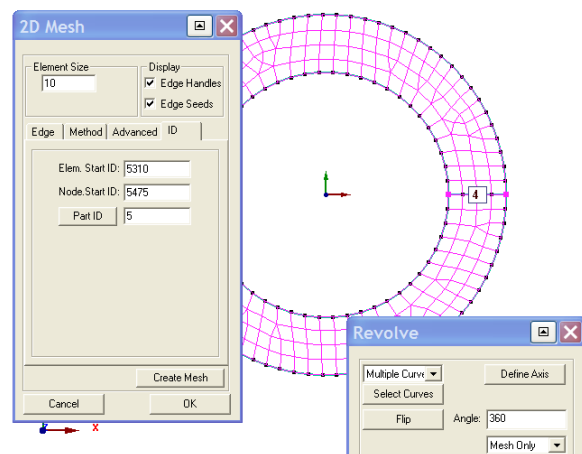 2D Mesh
Element Size
10
Display
Edge Handles
Edge Seeds
Edge Method Advanced ID
Elem. Start ID: 5310
Node.Start ID: 5475
Part ID 5
Create Mesh
Cancel OK
4
x
Revolve
Multiple Curve Define Axis
Select Curves
Flip Angle: 360
Mesh Only